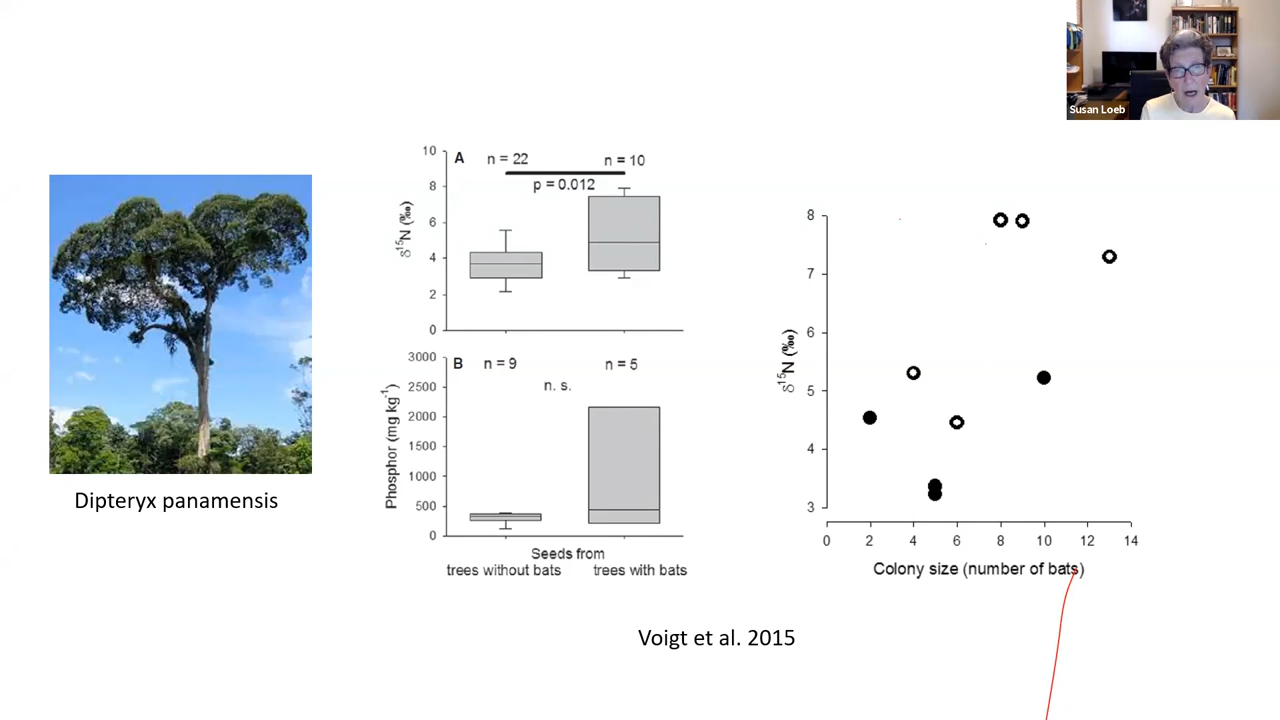 Susan Loeb
Dipteryx panamensis
A
n = 22
n = 10
p = 0.012
10
8
6
4
2
0
δ¹⁵N (‰)
B
n = 9
n = 5
n. s.
3000
2500
2000
1500
1000
500
0
Phosphor (mg kg⁻¹)
Seeds from
trees without bats
trees with bats
8
7
6
5
4
3
δ¹⁵N (‰)
0 2 4 6 8 10 12 14
Colony size (number of bats)
Voigt et al. 2015